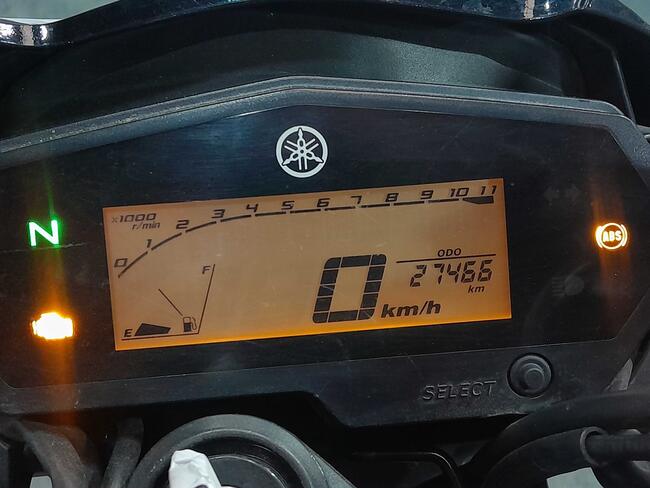 x1000
r/min
0 1 2 3 4 5 6 7 8 9 10 11
N
ABS
ODO
27466
km
F
0 km/h
E
SELECT